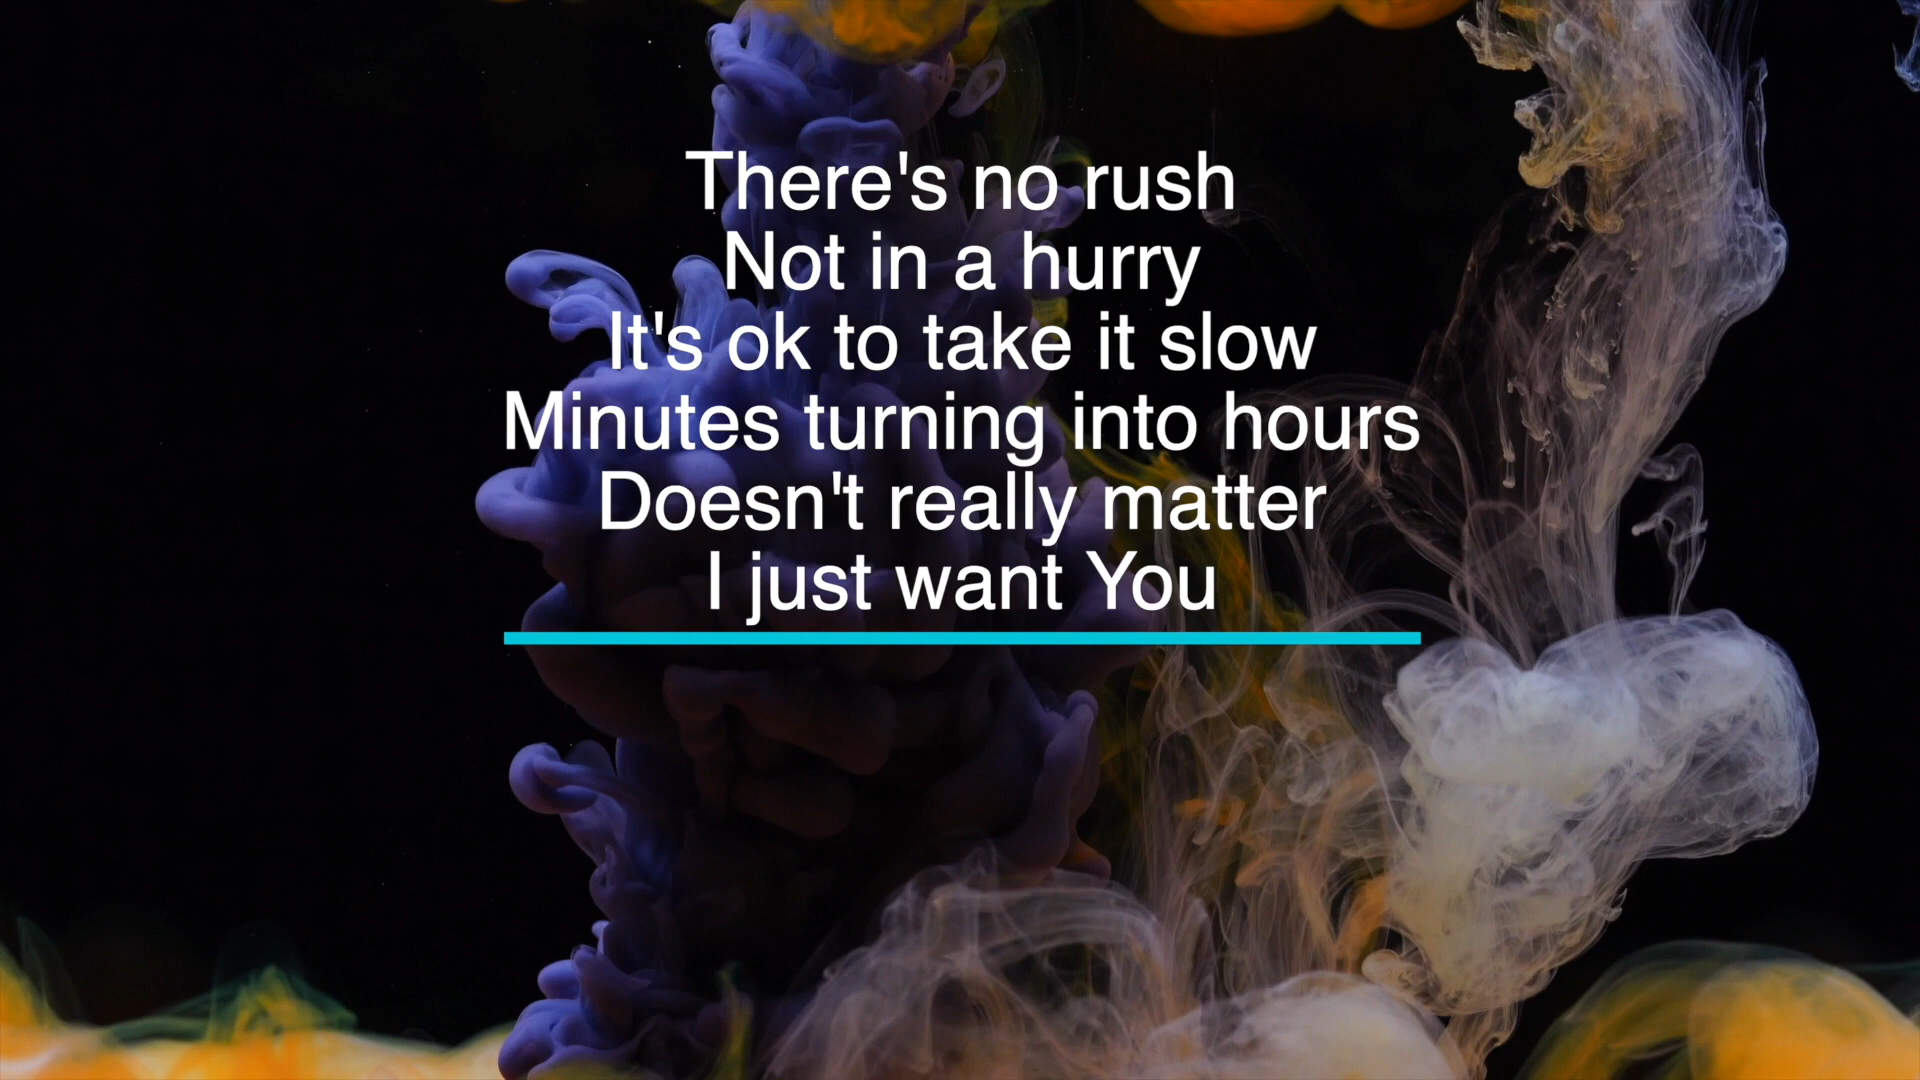 There's no rush
Not in a hurry
It's ok to take it slow
Minutes turning into hours
Doesn't really matter
I just want You